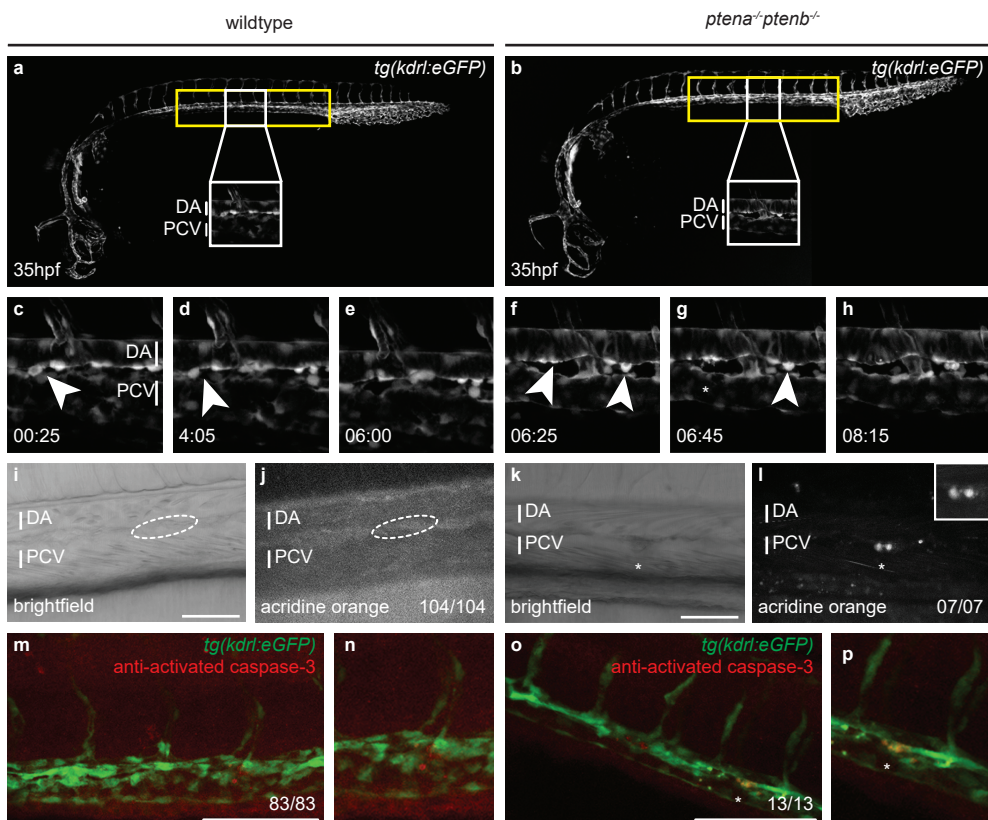 wildtype
ptena-/-ptenb-/-
a
tg(kdrl:eGFP)
DA
PCV
35hpf
b
tg(kdrl:eGFP)
DA
PCV
35hpf
c
DA
PCV
00:25
d
4:05
e
06:00
f
06:25
g
*
06:45
h
08:15
i
DA
PCV
brightfield
j
DA
PCV
acridine orange
104/104
k
DA
PCV
*
brightfield
l
DA
PCV
*
acridine orange
07/07
m
tg(kdrl:eGFP)
anti-activated caspase-3
83/83
n
o
tg(kdrl:eGFP)
anti-activated caspase-3
*
13/13
p
*